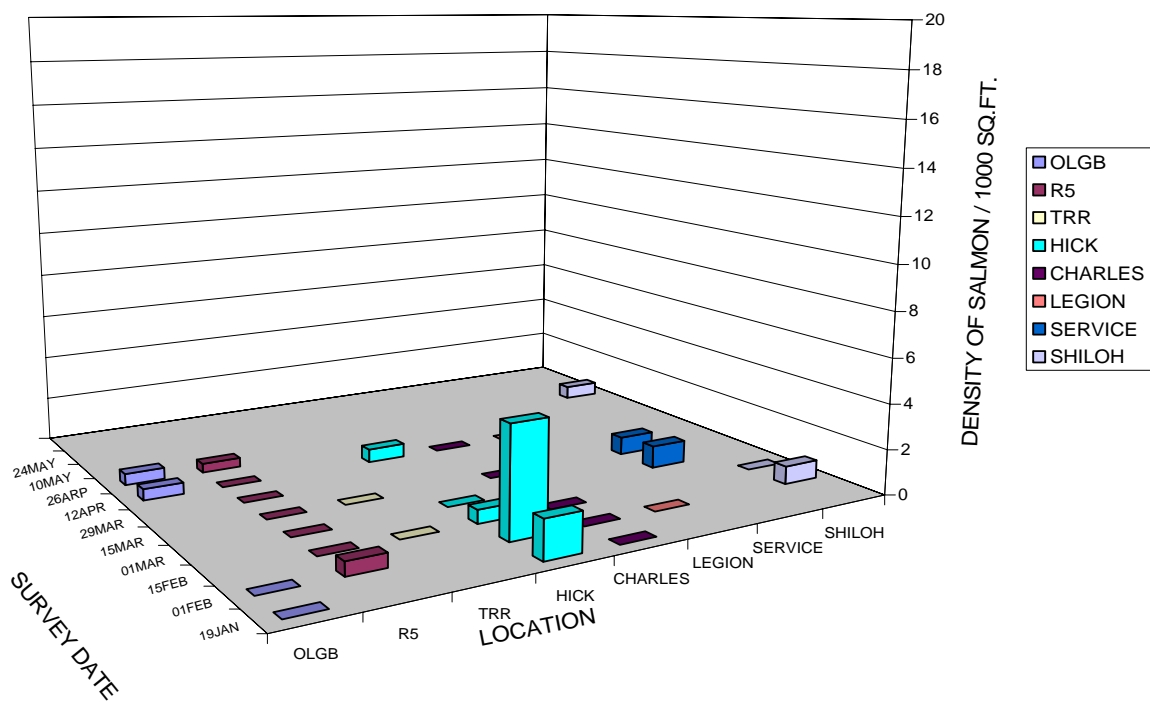 20
18
16
14
12
10
8
6
4
2
0
DENSITY OF SALMON / 1000 SQ.FT.
OLGB
R5
TRR
HICK
CHARLES
LEGION
SERVICE
SHILOH
24MAY
10MAY
26ARP
12APR
29MAR
15MAR
01MAR
15FEB
01FEB
19JAN
SURVEY DATE
OLGB
R5
TRR
HICK
CHARLES
LEGION
SERVICE
SHILOH
LOCATION